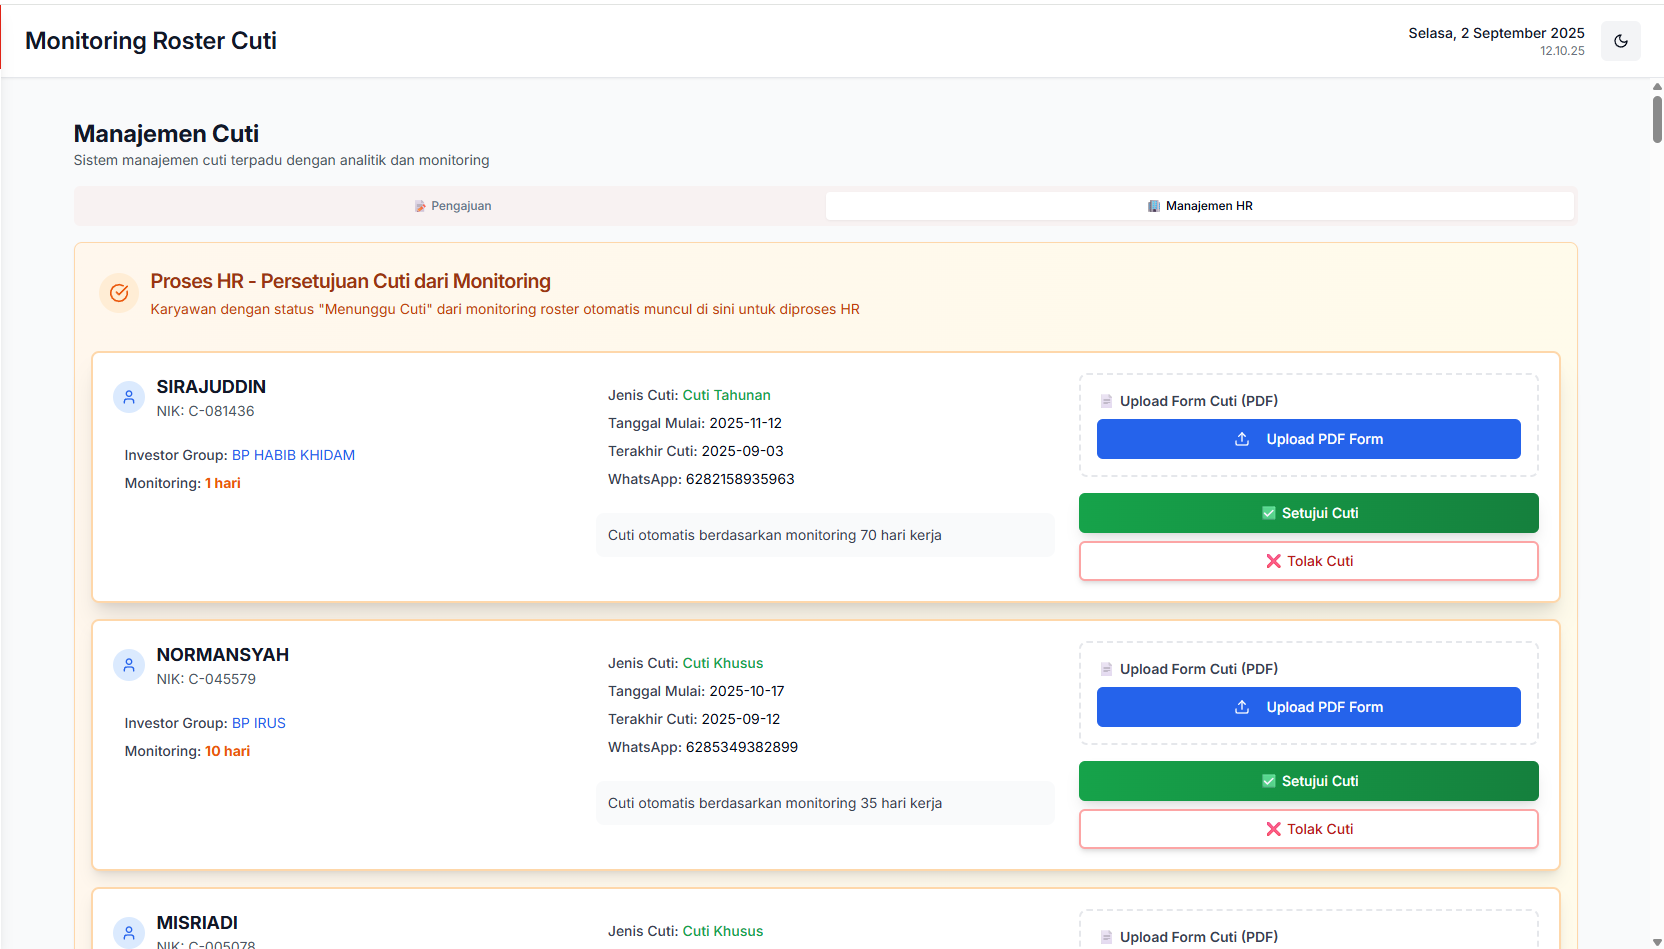 Monitoring Roster Cuti
Selasa, 2 September 2025
12.10.25
Manajemen Cuti
Sistem manajemen cuti terpadu dengan analitik dan monitoring
Pengajuan
Manajemen HR
Proses HR - Persetujuan Cuti dari Monitoring
Karyawan dengan status "Menunggu Cuti" dari monitoring roster otomatis muncul di sini untuk diproses HR
SIRAJUDDIN
NIK: C-081436
Investor Group: BP HABIB KHIDAM
Monitoring: 1 hari
Jenis Cuti: Cuti Tahunan
Tanggal Mulai: 2025-11-12
Terakhir Cuti: 2025-09-03
WhatsApp: 6282158935963
Cuti otomatis berdasarkan monitoring 70 hari kerja
Upload Form Cuti (PDF)
Upload PDF Form
Setujui Cuti
Tolak Cuti
NORMANSYAH
NIK: C-045579
Investor Group: BP IRUS
Monitoring: 10 hari
Jenis Cuti: Cuti Khusus
Tanggal Mulai: 2025-10-17
Terakhir Cuti: 2025-09-12
WhatsApp: 6285349382899
Cuti otomatis berdasarkan monitoring 35 hari kerja
Upload Form Cuti (PDF)
Upload PDF Form
Setujui Cuti
Tolak Cuti
MISRIADI
NIK: C-005078
Jenis Cuti: Cuti Khusus
Upload Form Cuti (PDF)